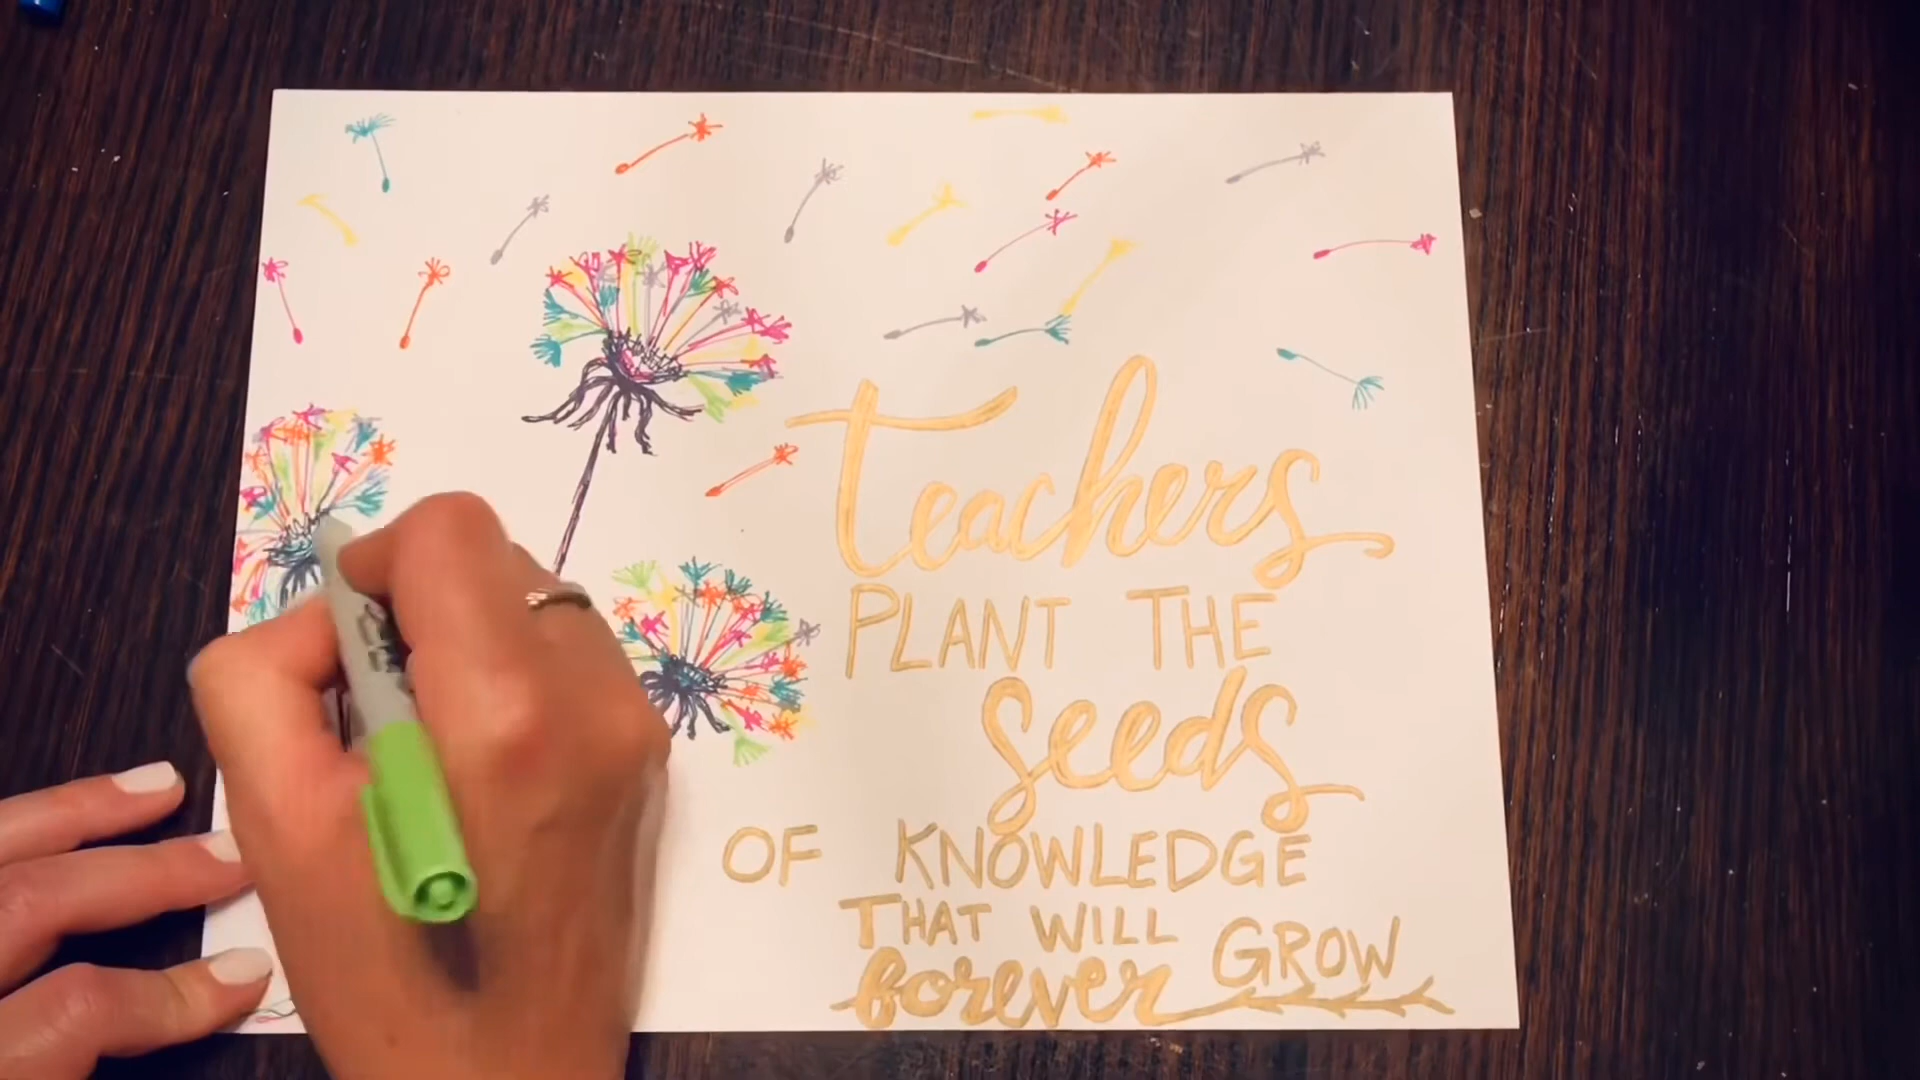 Teachers
PLANT THE
Seeds
OF KNOWLEDGE
THAT WILL GROW
forever